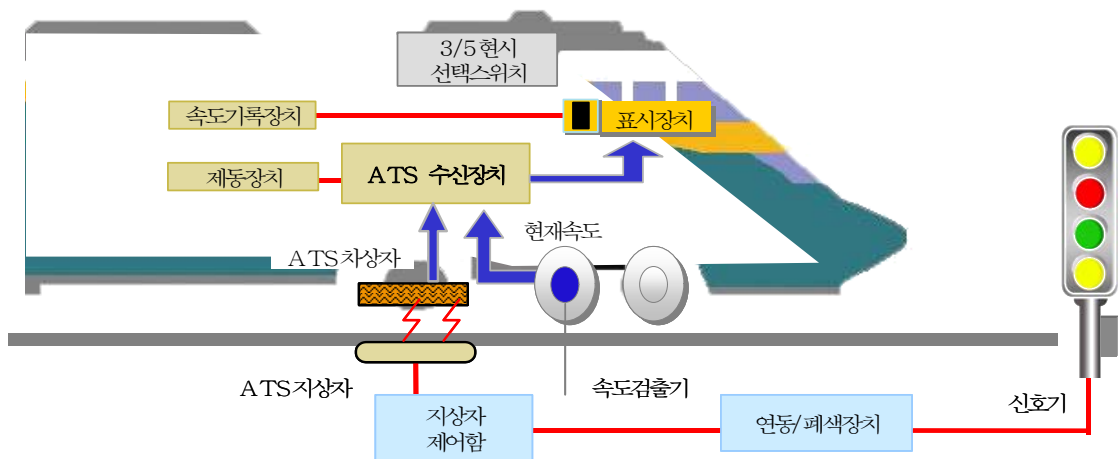 3/5현시
선택스위치
속도기록장치
표시장치
제동장치
ATS 수신장치
현재속도
ATS차상자
ATS지상자
속도검출기
신호기
지상자
제어함
연동/폐색장치